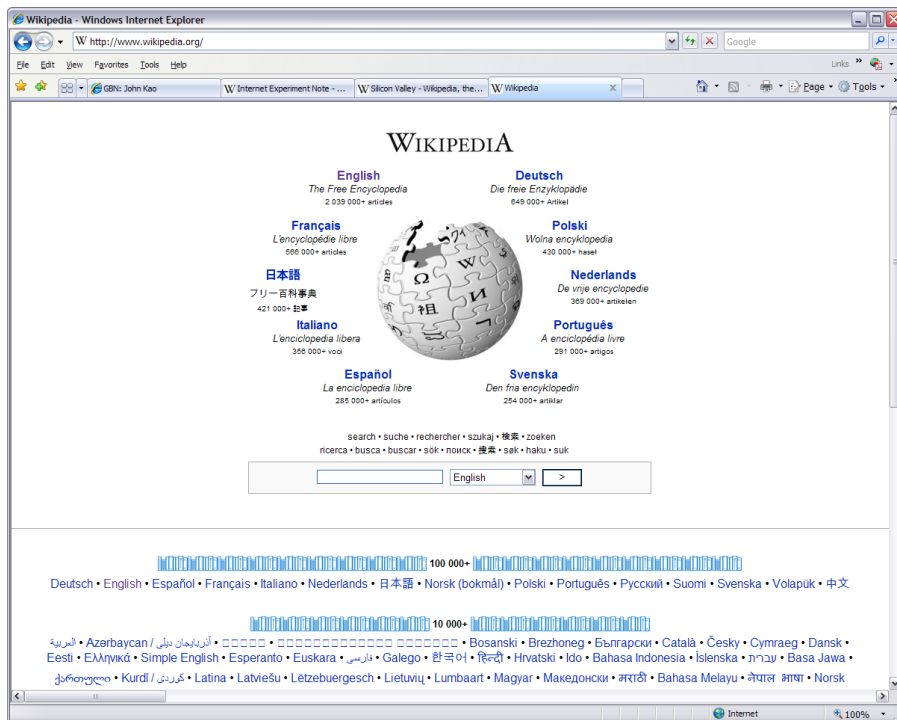 Wikipedia - Windows Internet Explorer
http://www.wikipedia.org/
Google
File Edit View Favorites Tools Help
Links »
GBN: John Kao
Internet Experiment Note - ...
Silicon Valley - Wikipedia, the...
Wikipedia
Page
Tools
WIKIPEDIA
English
The Free Encyclopedia
2 039 000+ articles
Deutsch
Die freie Enzyklopädie
649 000+ Artikel
Français
L'encyclopédie libre
566 000+ articles
Polski
Wolna encyklopedia
430 000+ haseł
日本語
フリー百科事典
421 000+ 記事
Nederlands
De vrije encyclopedie
369 000+ artikelen
Italiano
L'enciclopedia libera
356 000+ voci
Português
A enciclopédia livre
291 000+ artigos
Español
La enciclopedia libre
285 000+ artículos
Svenska
Den fria encyklopedin
254 000+ artiklar
Ω W И 祖
search • suche • rechercher • szukaj • 検索 • zoeken
ricerca • busca • buscar • sök • поиск • 搜索 • søk • haku • suk
English
>
100 000+
Deutsch • English • Español • Français • Italiano • Nederlands • 日本語 • Norsk (bokmål) • Polski • Português • Русский • Suomi • Svenska • Volapük • 中文
10 000+
العربية • Azərbaycan / آذربايجان ديلی • • • Bosanski • Brezhoneg • Български • Català • Česky • Cymraeg • Dansk •
Eesti • Ελληνικά • Simple English • Esperanto • Euskara • فارسی • Galego • 한국어 • हिन्दी • Hrvatski • Ido • Bahasa Indonesia • Íslenska • עברית • Basa Jawa •
ქართული • Kurdî / كوردی • Latina • Latviešu • Lëtzebuergesch • Lietuvių • Lumbaart • Magyar • Македонски • मराठी • Bahasa Melayu • नेपाल भाषा • Norsk
Internet
100%